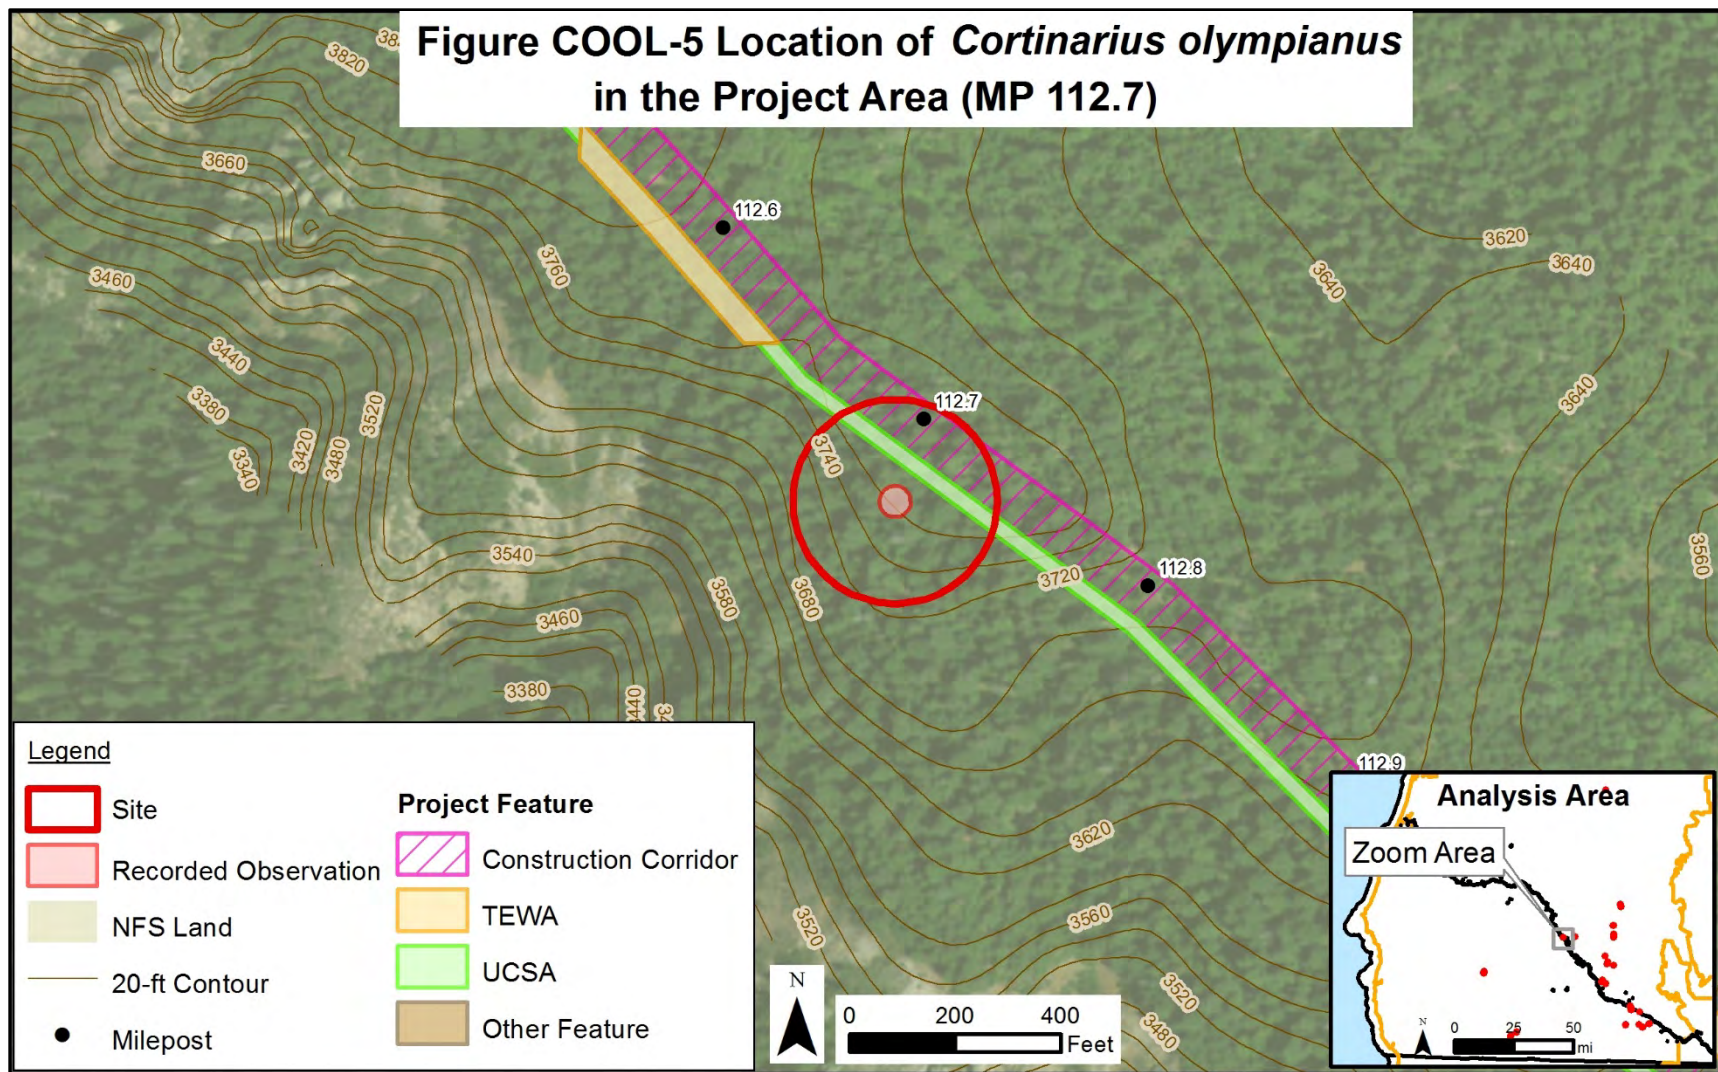 Figure COOL-5 Location of Cortinarius olympianus
in the Project Area (MP 112.7)
3820
3660
3760
3460
3440
3380
3340
3420
3480
3520
3540
3460
3380
3440
3580
3680
3740
3720
3620
3640
3640
3640
3560
3620
3560
3520
3520
3480
112.6
112.7
112.8
112.9
Legend
Site
Recorded Observation
NFS Land
20-ft Contour
Milepost
Project Feature
Construction Corridor
TEWA
UCSA
Other Feature
N
0 200 400
Feet
Analysis Area
Zoom Area
N
0 25 50
mi